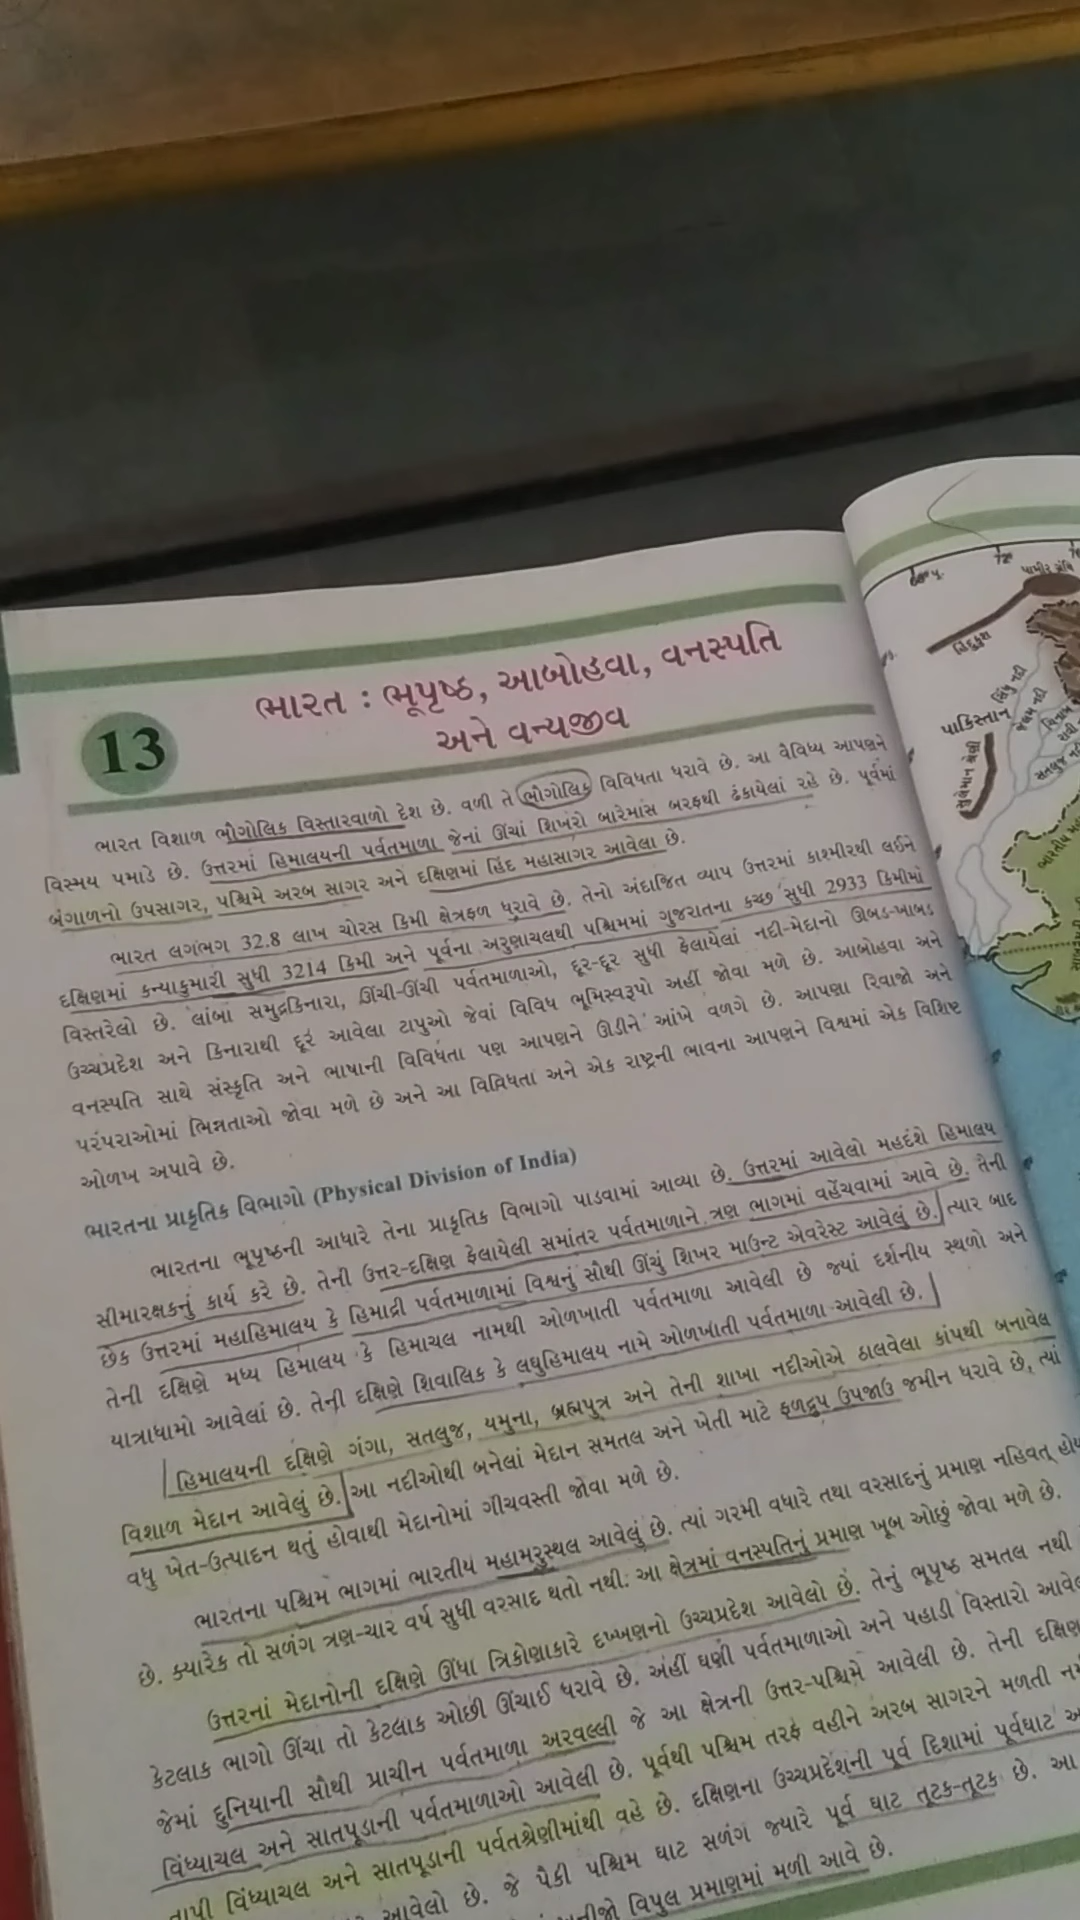 13
ભારત : ભૂપૃષ્ઠ, આબોહવા, વનસ્પતિ
અને વન્યજીવ
ભારત વિશાળ ભૌગોલિક વિસ્તારવાળો દેશ છે. વળી તે ભૌગોલિક વિવિધતા ધરાવે છે. આ વૈવિધ્ય આપણને
વિસ્મય પમાડે છે. ઉત્તરમાં હિમાલયની પર્વતમાળા જેનાં ઊંચાં શિખરો બારેમાસ બરફથી ઢંકાયેલાં રહે છે. પૂર્વમાં
બંગાળનો ઉપસાગર, પશ્ચિમે અરબ સાગર અને દક્ષિણમાં હિંદ મહાસાગર આવેલા છે.
ભારત લગભગ 32.8 લાખ ચોરસ કિમી ક્ષેત્રફળ ધરાવે છે. તેનો અંદાજિત વ્યાપ ઉત્તરમાં કાશ્મીરથી લઈને
દક્ષિણમાં કન્યાકુમારી સુધી 3214 કિમી અને પૂર્વના અરુણાચલથી પશ્ચિમમાં ગુજરાતના કચ્છ સુધી 2933 કિમીમાં
વિસ્તરેલો છે. લાંબા સમુદ્રકિનારા, ઊંચી-ઊંચી પર્વતમાળાઓ, દૂર-દૂર સુધી ફેલાયેલાં નદી-મેદાનો ઊબડ-ખાબડ
ઉચ્ચપ્રદેશ અને કિનારાથી દૂર આવેલા ટાપુઓ જેવાં વિવિધ ભૂમિસ્વરૂપો અહીં જોવા મળે છે. આબોહવા અને
વનસ્પતિ સાથે સંસ્કૃતિ અને ભાષાની વિવિધતા પણ આપણને ઊડીને આંખે વળગે છે. આપણા રિવાજો અને
પરંપરાઓમાં ભિન્નતાઓ જોવા મળે છે અને આ વિવિધતા અને એક રાષ્ટ્રની ભાવના આપણને વિશ્વમાં એક વિશિષ્ટ
ઓળખ અપાવે છે.
ભારતના પ્રાકૃતિક વિભાગો (Physical Division of India)
ભારતના ભૂપૃષ્ઠની આધારે તેના પ્રાકૃતિક વિભાગો પાડવામાં આવ્યા છે. ઉત્તરમાં આવેલો મહદંશે હિમાલય
સીમારક્ષકનું કાર્ય કરે છે. તેની ઉત્તર-દક્ષિણ ફેલાયેલી સમાંતર પર્વતમાળાને ત્રણ ભાગમાં વહેંચવામાં આવે છે. તેની
છેક ઉત્તરમાં મહાહિમાલય કે હિમાદ્રી પર્વતમાળામાં વિશ્વનું સૌથી ઊંચું શિખર માઉન્ટ એવરેસ્ટ આવેલું છે. ત્યાર બાદ
તેની દક્ષિણે મધ્ય હિમાલય કે હિમાચલ નામથી ઓળખાતી પર્વતમાળા આવેલી છે જ્યાં દર્શનીય સ્થળો અને
યાત્રાધામો આવેલાં છે. તેની દક્ષિણે શિવાલિક કે લઘુહિમાલય નામે ઓળખાતી પર્વતમાળા આવેલી છે.
હિમાલયની દક્ષિણે ગંગા, સતલુજ, યમુના, બ્રહ્મપુત્ર અને તેની શાખા નદીઓએ ઠાલવેલા કાંપથી બનાવેલ
વિશાળ મેદાન આવેલું છે. આ નદીઓથી બનેલાં મેદાન સમતલ અને ખેતી માટે ફળદ્રુપ ઉપજાઉ જમીન ધરાવે છે, ત્યાં
વધુ ખેત-ઉત્પાદન થતું હોવાથી મેદાનોમાં ગીચવસ્તી જોવા મળે છે.
ભારતના પશ્ચિમ ભાગમાં ભારતીય મહામરુસ્થલ આવેલું છે. ત્યાં ગરમી વધારે તથા વરસાદનું પ્રમાણ નહિવત્ હોય
છે. ક્યારેક તો સળંગ ત્રણ-ચાર વર્ષ સુધી વરસાદ થતો નથી. આ ક્ષેત્રમાં વનસ્પતિનું પ્રમાણ ખૂબ ઓછું જોવા મળે છે.
ઉત્તરનાં મેદાનોની દક્ષિણે ઊંધા ત્રિકોણાકારે દખ્ખણનો ઉચ્ચપ્રદેશ આવેલો છે. તેનું ભૂપૃષ્ઠ સમતલ નથી
કેટલાક ભાગો ઊંચા તો કેટલાક ઓછી ઊંચાઈ ધરાવે છે. અહીં ઘણી પર્વતમાળાઓ અને પહાડી વિસ્તારો આવેલ
જેમાં દુનિયાની સૌથી પ્રાચીન પર્વતમાળા અરવલ્લી જે આ ક્ષેત્રની ઉત્તર-પશ્ચિમે આવેલી છે. તેની દક્ષિણ
વિંધ્યાચલ અને સાતપૂડાની પર્વતમાળાઓ આવેલી છે. પૂર્વથી પશ્ચિમ તરફ વહીને અરબ સાગરને મળતી નર્મ
તાપી વિંધ્યાચલ અને સાતપૂડાની પર્વતશ્રેણીમાંથી વહે છે. દક્ષિણના ઉચ્ચપ્રદેશની પૂર્વ દિશામાં પૂર્વઘાટ અ
આવેલો છે. જે પૈકી પશ્ચિમ ઘાટ સળંગ જ્યારે પૂર્વ ઘાટ તૂટક-તૂટક છે. આ
વિપુલ પ્રમાણમાં મળી આવે છે.
72°
પામીર ગ્રંથિ
હિંદુકુશ
સિંધુ નદી
જેલમ નદી
પાકિસ્તાન
સુલેમાન શ્રેણી